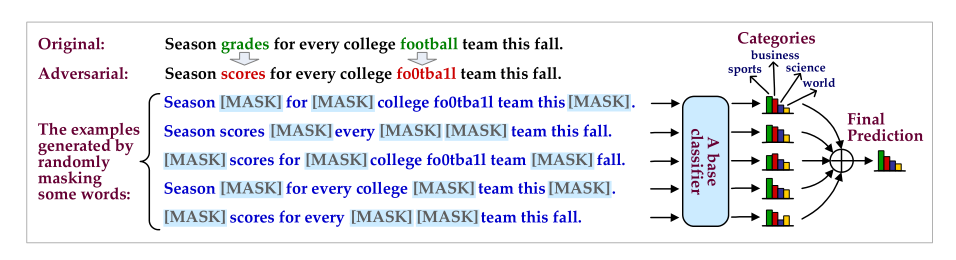 Original: Season grades for every college football team this fall.
Adversarial: Season scores for every college fo0tba1l team this fall.
The examples generated by randomly masking some words:
Season [MASK] for [MASK] college fo0tba1l team this [MASK].
Season scores [MASK] every [MASK] [MASK] team this fall.
[MASK] scores for [MASK] college fo0tba1l team [MASK] fall.
Season [MASK] for every college [MASK] team this [MASK].
[MASK] scores for every [MASK] [MASK] team this fall.
A base classifier
Categories
business
sports
science
world
Final Prediction